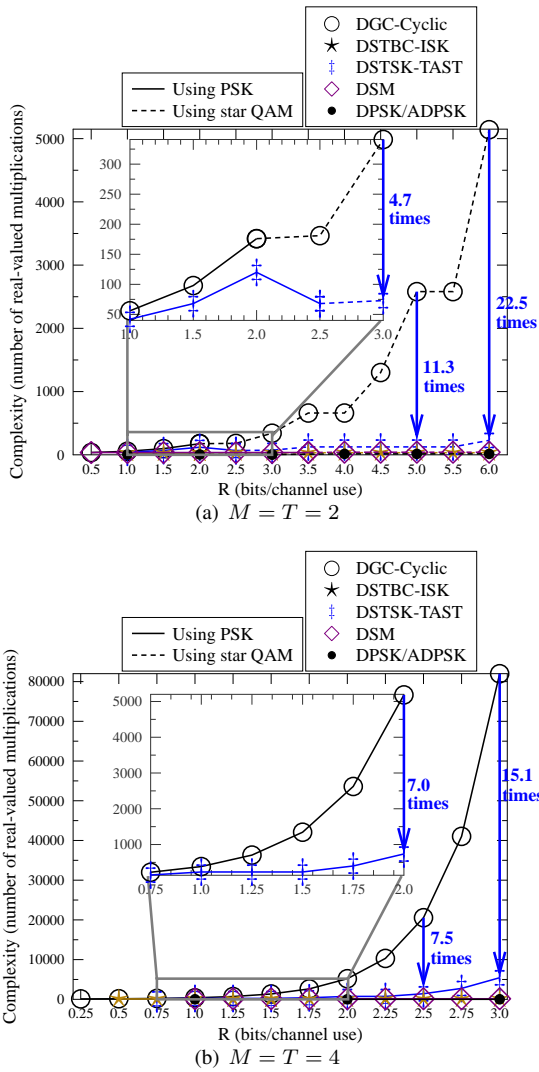 DGC-Cyclic
DSTBC-ISK
DSTSK-TAST
DSM
DPSK/ADPSK
Using PSK
Using star QAM
Complexity (number of real-valued multiplications)
5000
4000
3000
2000
1000
0
300
250
200
150
100
50
1.0 1.5 2.0 2.5 3.0
4.7
times
11.3
times
22.5
times
0.5 1.0 1.5 2.0 2.5 3.0 3.5 4.0 4.5 5.0 5.5 6.0
R (bits/channel use)
(a) M = T = 2
DGC-Cyclic
DSTBC-ISK
DSTSK-TAST
DSM
DPSK/ADPSK
Using PSK
Using star QAM
Complexity (number of real-valued multiplications)
80000
70000
60000
50000
40000
30000
20000
10000
0
5000
4000
3000
2000
1000
0.75 1.0 1.25 1.5 1.75 2.0
7.0
times
7.5
times
15.1
times
0.25 0.5 0.75 1.0 1.25 1.5 1.75 2.0 2.25 2.5 2.75 3.0
R (bits/channel use)
(b) M = T = 4